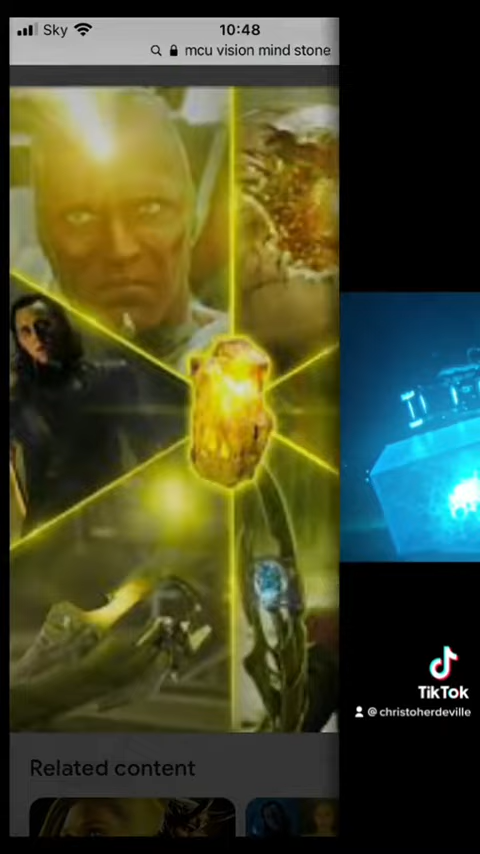 Sky
10:48
mcu vision mind stone
Related content
TikTok
@christoherdeville